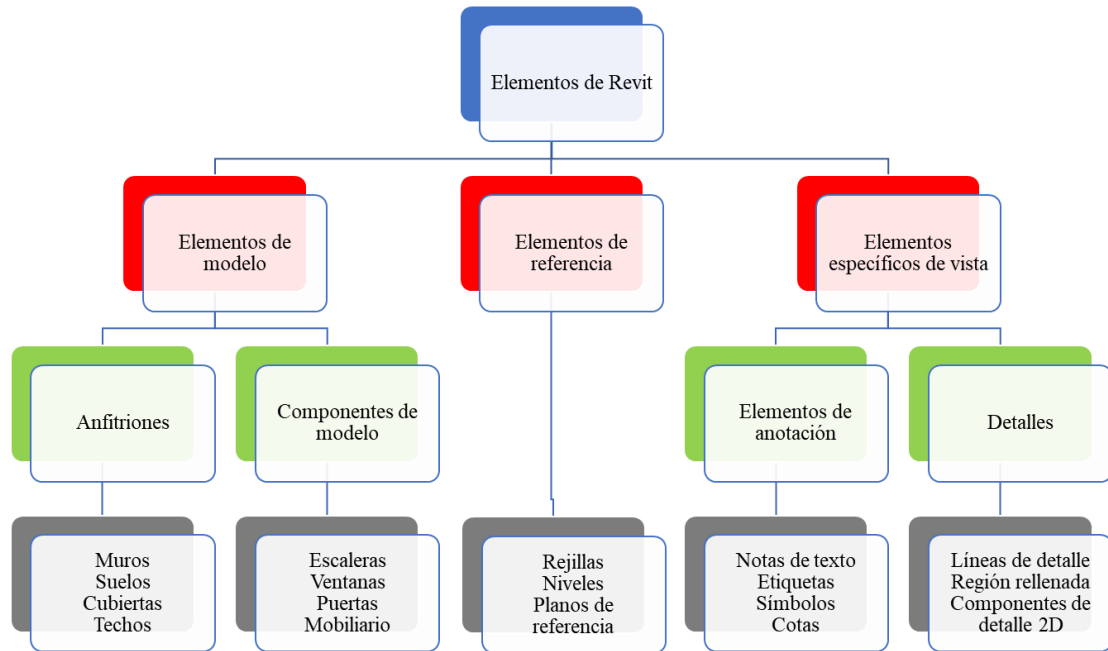 Elementos de Revit
Elementos de
modelo
Elementos de
referencia
Elementos
específicos de vista
Anfitriones
Componentes de
modelo
Elementos de
anotación
Detalles
Muros
Suelos
Cubiertas
Techos
Escaleras
Ventanas
Puertas
Mobiliario
Rejillas
Niveles
Planos de
referencia
Notas de texto
Etiquetas
Símbolos
Cotas
Líneas de detalle
Región rellenada
Componentes de
detalle 2D